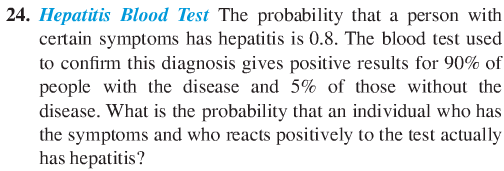 24. Hepatitis Blood Test The probability that a person with
certain symptoms has hepatitis is 0.8. The blood test used
to confirm this diagnosis gives positive results for 90% of
people with the disease and 5% of those without the
disease. What is the probability that an individual who has
the symptoms and who reacts positively to the test actually
has hepatitis?